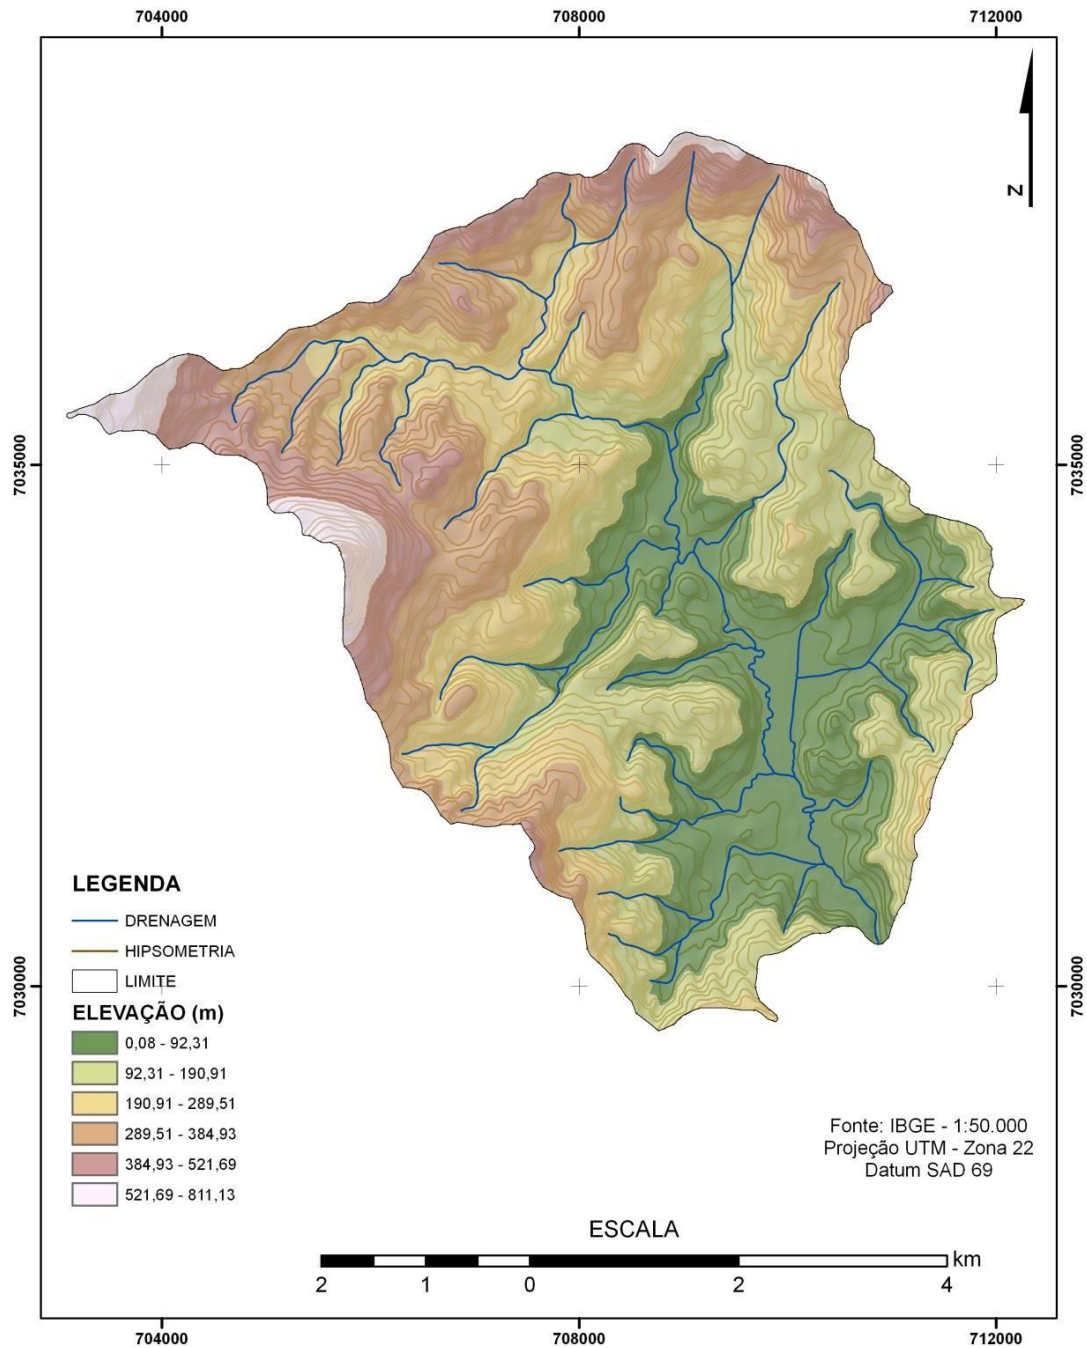 704000
708000
712000
N
7035000
7035000
7030000
7030000
LEGENDA
DRENAGEM
HIPSOMETRIA
LIMITE
ELEVAÇÃO (m)
0,08 - 92,31
92,31 - 190,91
190,91 - 289,51
289,51 - 384,93
384,93 - 521,69
521,69 - 811,13
Fonte: IBGE - 1:50.000
Projeção UTM - Zona 22
Datum SAD 69
ESCALA
km
2 1 0 2 4
704000
708000
712000